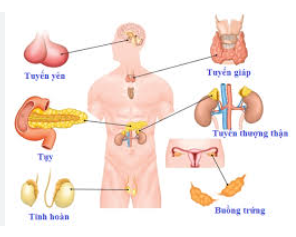 Tuyến yên
Tuyến giáp
Tụy
Tuyến thượng thận
Tinh hoàn
Buồng trứng